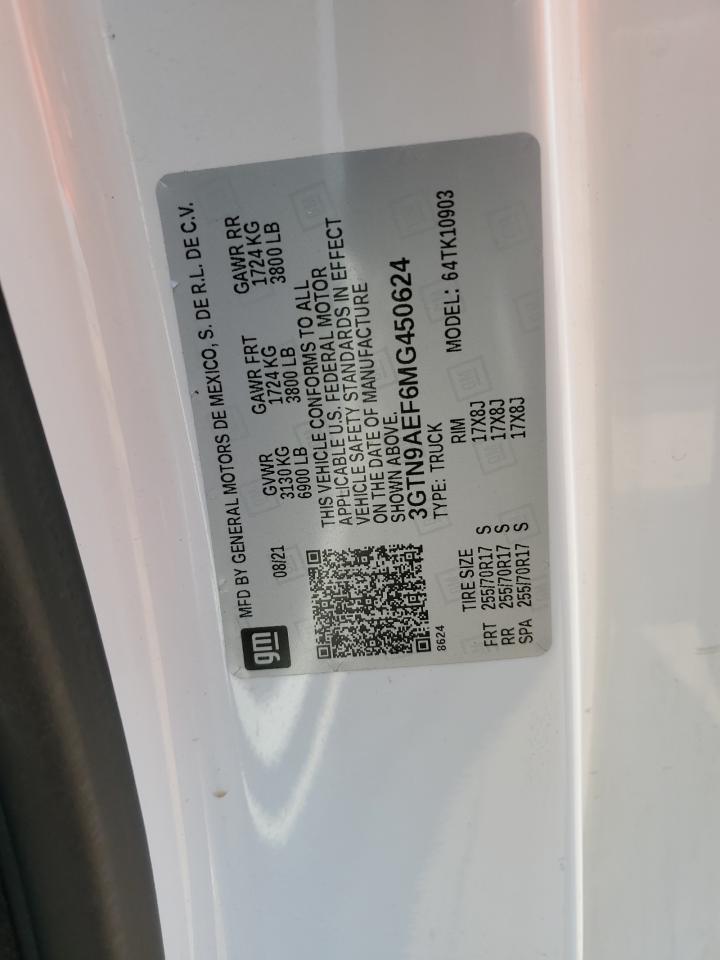 gm
MFD BY GENERAL MOTORS DE MEXICO, S. DE R.L. DE C.V.
08/21 GVWR GAWR FRT GAWR RR
3130 KG 1724 KG 1724 KG
6900 LB 3800 LB 3800 LB
THIS VEHICLE CONFORMS TO ALL
APPLICABLE U.S. FEDERAL MOTOR
VEHICLE SAFETY STANDARDS IN EFFECT
ON THE DATE OF MANUFACTURE
SHOWN ABOVE.
3GTN9AEF6MG450624
8624 TYPE: TRUCK MODEL: 64TK10903
TIRE SIZE RIM
FRT 255/70R17 S 17X8J
RR 255/70R17 S 17X8J
SPA 255/70R17 S 17X8J